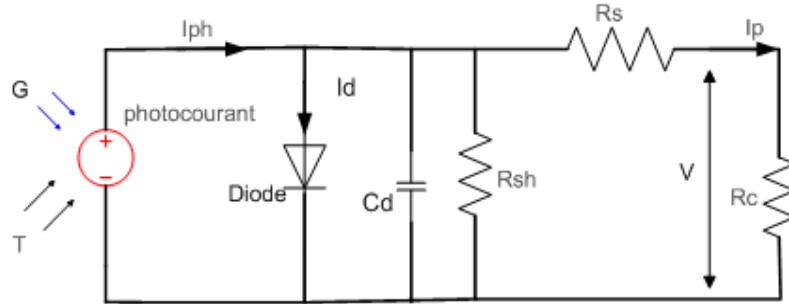 Rs
Iph
Ip
G
Id
photocourant
+
−
Diode
Cd
Rsh
V
Rc
T